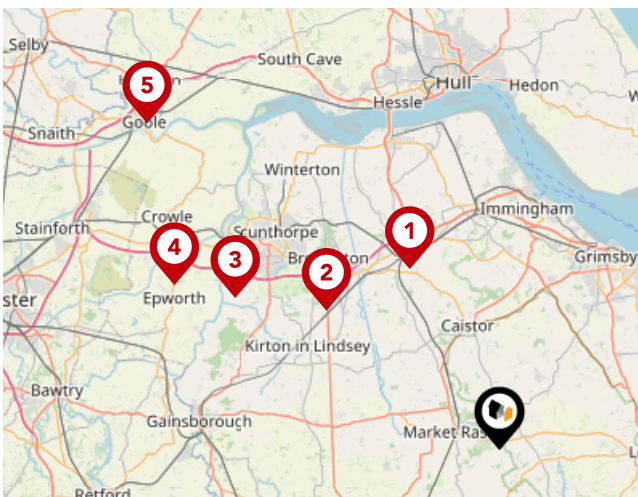 Selby
South Cave
5
Hull
Hedon
Hessle
Goole
Snaith
Winterton
Crowle
Immingham
Stainforth
1
Scunthorpe
4
3
2
Grimsby
Epworth
Caistor
Kirton in Lindsey
Bawtry
Gainsborough
Market Ras
Retford